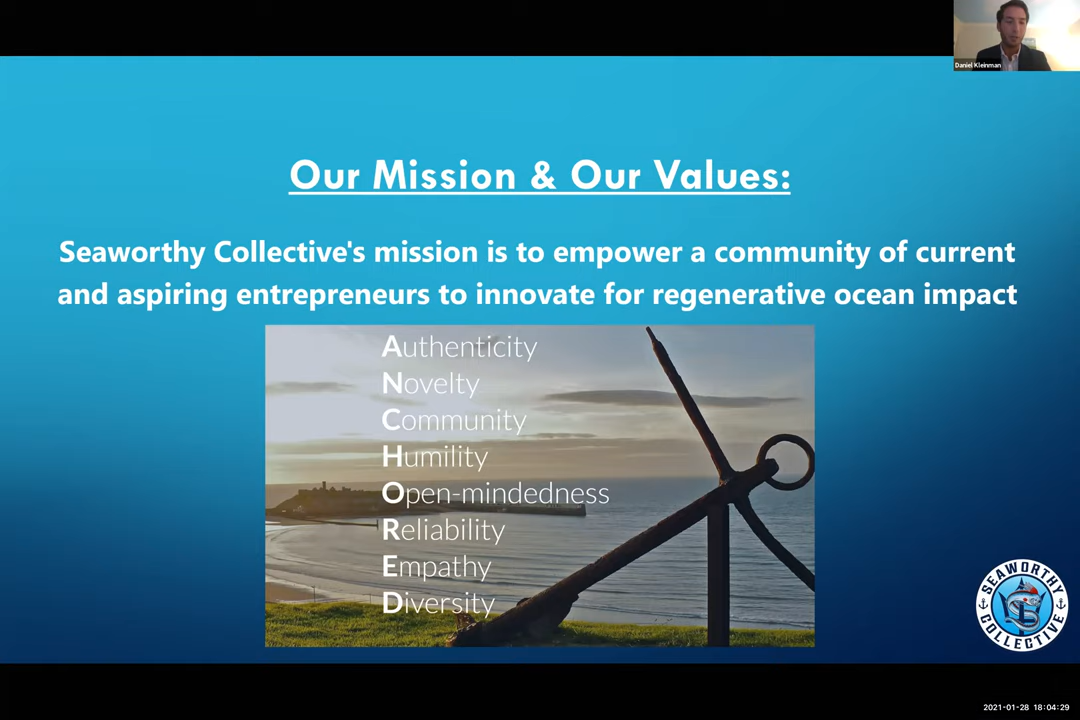 Daniel Kleinman
Our Mission & Our Values:
Seaworthy Collective's mission is to empower a community of current
and aspiring entrepreneurs to innovate for regenerative ocean impact
Authenticity
Novelty
Community
Humility
Open-mindedness
Reliability
Empathy
Diversity
SEAWORTHY
COLLECTIVE
2021-01-28 18:04:29